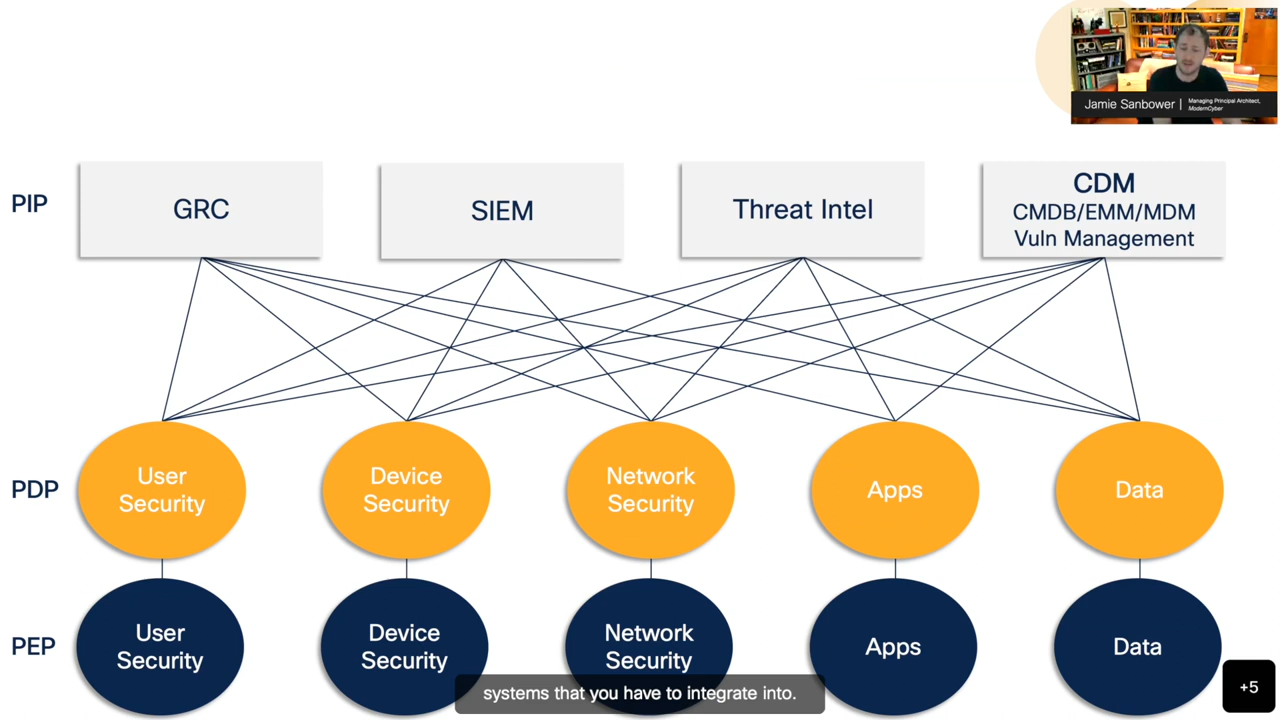 Jamie Sanbower |
Managing Principal Architect,
ModernCyber
PIP
GRC
SIEM
Threat Intel
CDM
CMDB/EMM/MDM
Vuln Management
PDP
User
Security
Device
Security
Network
Security
Apps
Data
PEP
User
Security
Device
Security
Network
Security
Apps
Data
systems that you have to integrate into.
+5